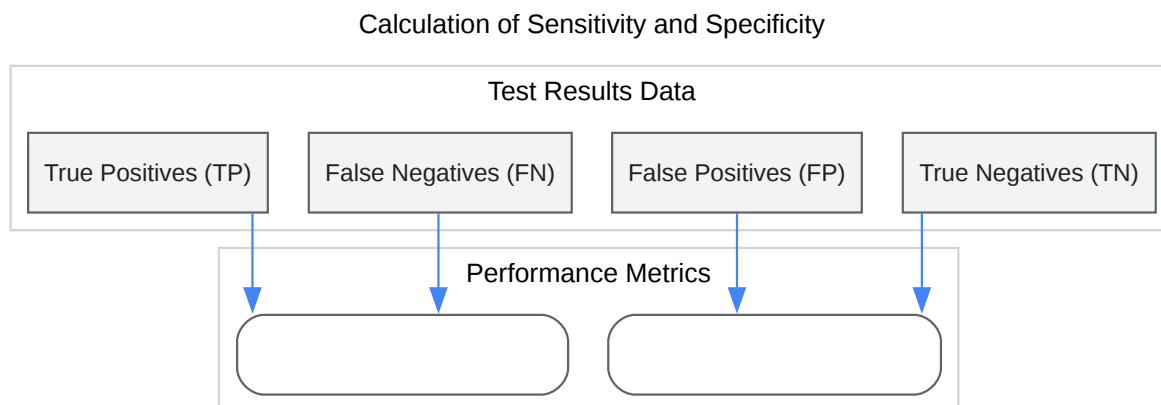 Calculation of Sensitivity and Specificity
Test Results Data
True Positives (TP)
False Negatives (FN)
False Positives (FP)
True Negatives (TN)
Performance Metrics